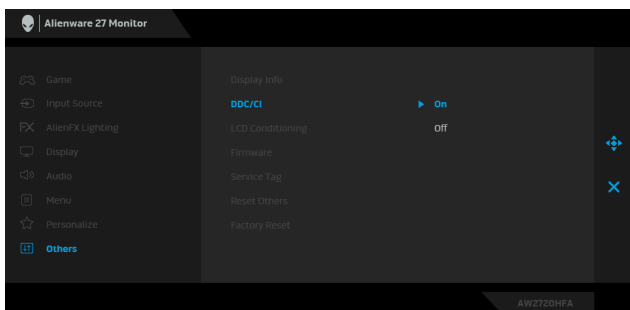 Alienware 27 Monitor
Game
Input Source
AlienFX Lighting
Display
Audio
Menu
Personalize
Others
Display Info
DDC/CI
On
LCD Conditioning
Off
Firmware
Service Tag
Reset Others
Factory Reset
AW2720HFA